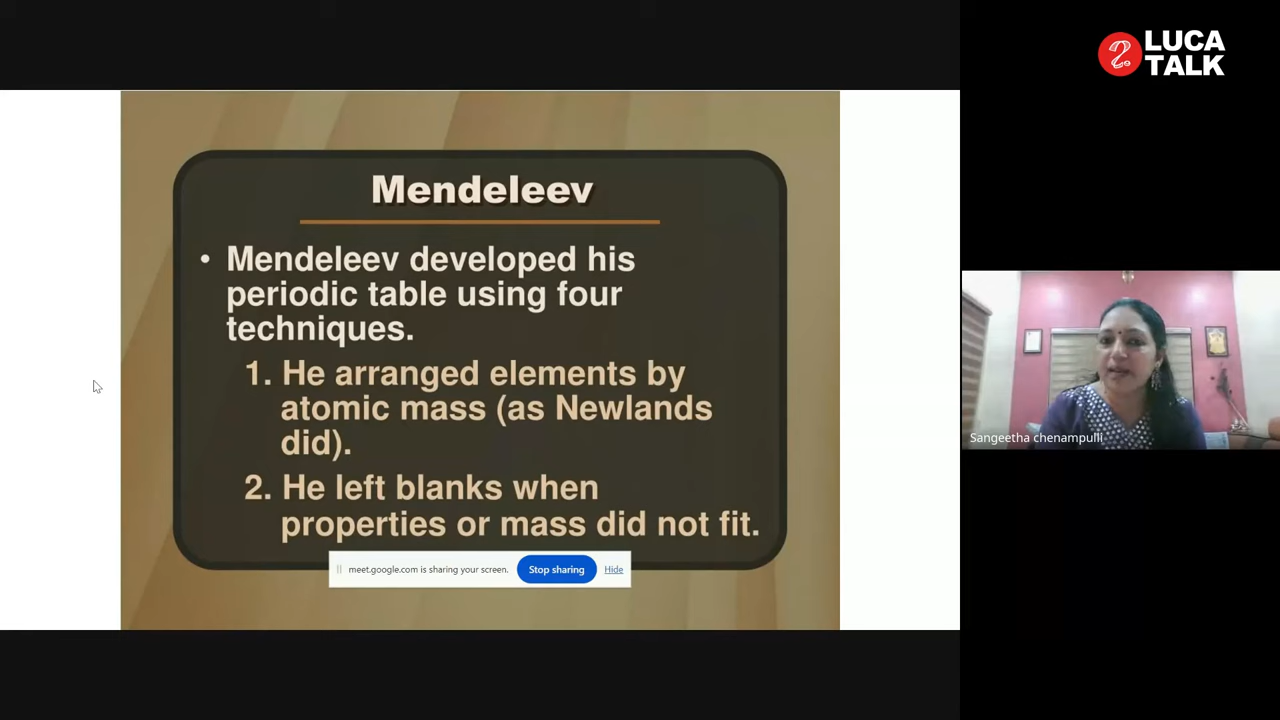 LUCA
TALK
Mendeleev
• Mendeleev developed his
periodic table using four
techniques.
1. He arranged elements by
atomic mass (as Newlands
did).
2. He left blanks when
properties or mass did not fit.
meet.google.com is sharing your screen. Stop sharing Hide
Sangeetha chenampulli